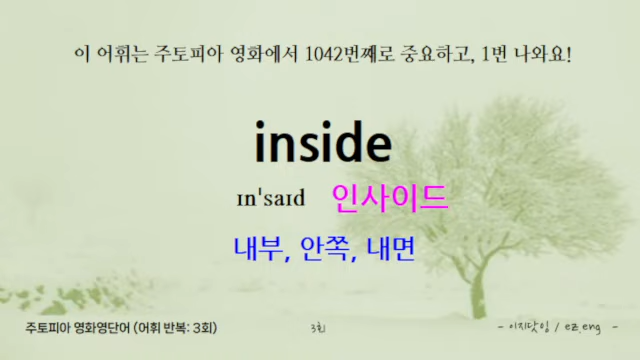 이 어휘는 주토피아 영화에서 1042번째로 중요하고, 1번 나와요!
inside
ɪn'saɪd 인사이드
내부, 안쪽, 내면
주토피아 영화영단어 (어휘 반복: 3회) 3회 - 이지닷잉 / ez.eng -